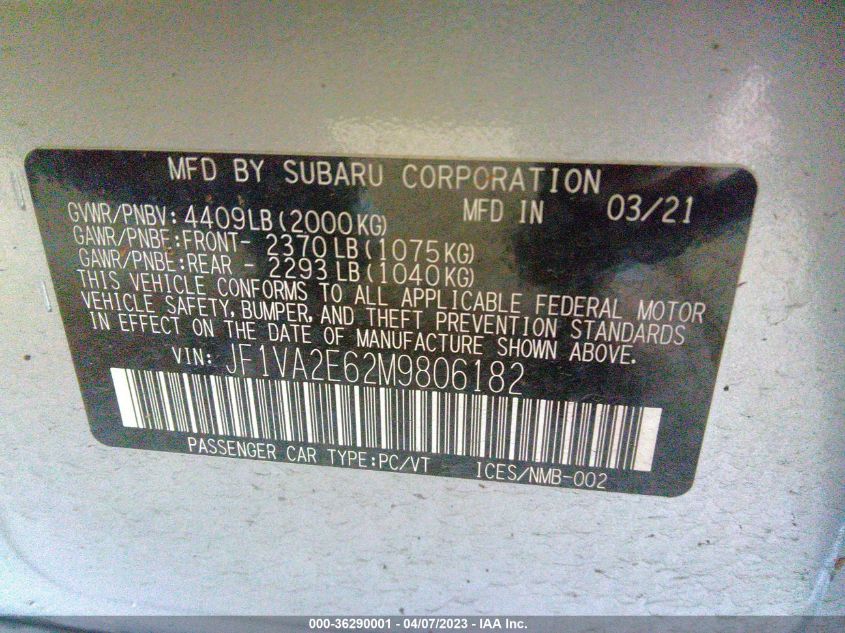 MFD BY SUBARU CORPORATION
GVWR/PNBV: 4409LB(2000KG) MFD IN 03/21
GAWR/PNBE:FRONT- 2370LB(1075KG)
GAWR/PNBE:REAR - 2293LB(1040KG)
THIS VEHICLE CONFORMS TO ALL APPLICABLE FEDERAL MOTOR
VEHICLE SAFETY, BUMPER, AND THEFT PREVENTION STANDARDS
IN EFFECT ON THE DATE OF MANUFACTURE SHOWN ABOVE.
VIN: JF1VA2E62M9806182
PASSENGER CAR TYPE:PC/VT ICES/NMB-002
000-36290001 - 04/07/2023 - IAA Inc.